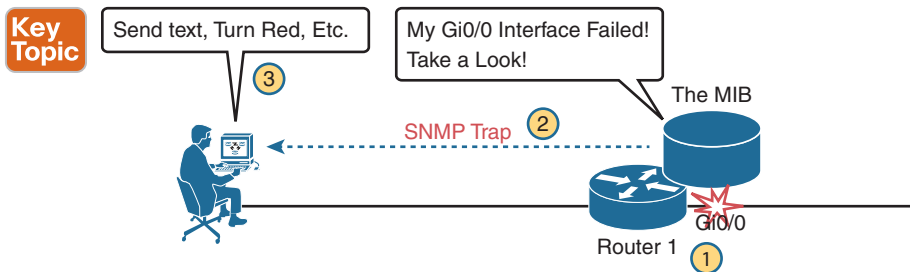 Key
Topic
Send text, Turn Red, Etc.
My Gi0/0 Interface Failed!
Take a Look!
3
The MIB
SNMP Trap
2
Gi0/0
Router 1
1